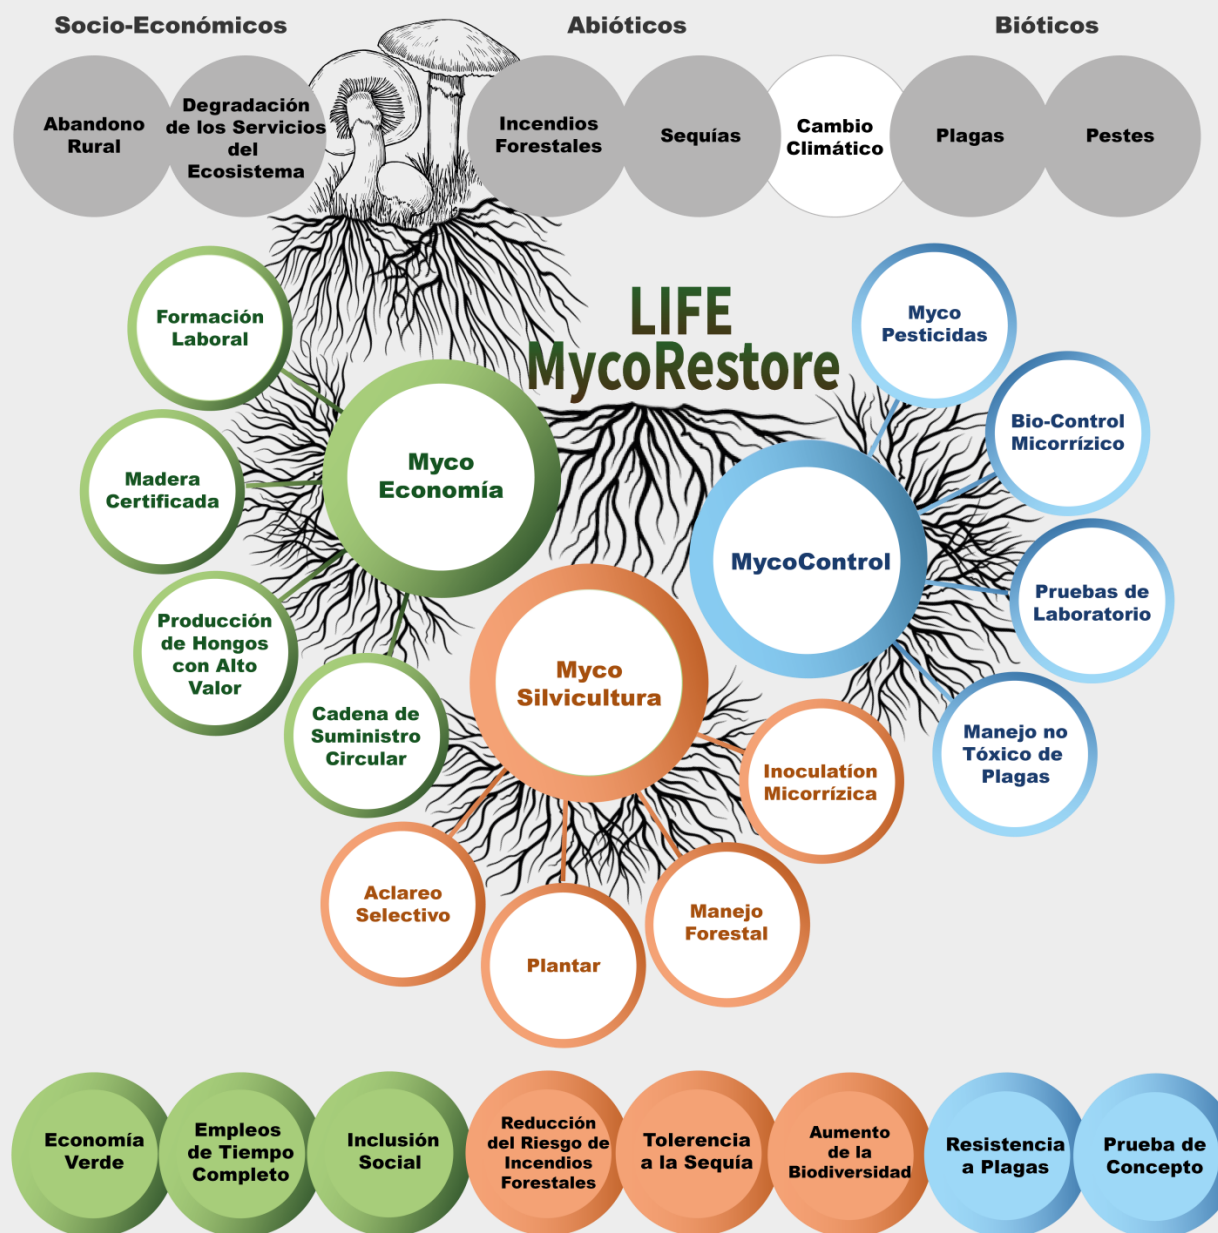 Socio-Económicos
Abióticos
Bióticos
Abandono
Rural
Degradación
de los Servicios
del
Ecosistema
Incendios
Forestales
Sequías
Cambio
Climático
Plagas
Pestes
LIFE
MycoRestore
Formación
Laboral
Madera
Certificada
Producción
de Hongos
con Alto
Valor
Cadena de
Suministro
Circular
Myco
Economía
Myco
Silvicultura
Aclareo
Selectivo
Plantar
Manejo
Forestal
Inoculatíon
Micorrízica
MycoControl
Myco
Pesticidas
Bio-Control
Micorrízico
Pruebas de
Laboratorio
Manejo no
Tóxico de
Plagas
Economía
Verde
Empleos
de Tiempo
Completo
Inclusión
Social
Reducción
del Riesgo de
Incendios
Forestales
Tolerencia
a la Sequía
Aumento
de la
Biodiversidad
Resistencia
a Plagas
Prueba de
Concepto